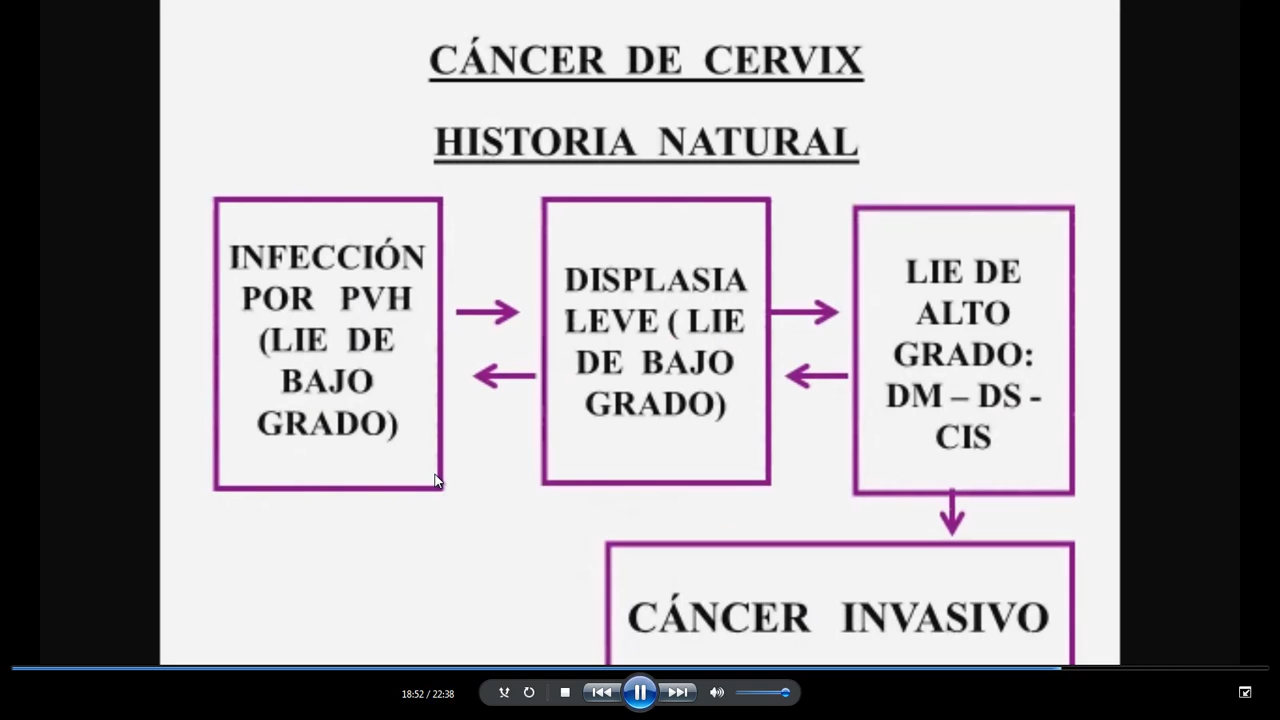 CÁNCER DE CERVIX
HISTORIA NATURAL
INFECCIÓN
POR PVH
(LIE DE
BAJO
GRADO)
DISPLASIA
LEVE ( LIE
DE BAJO
GRADO)
LIE DE
ALTO
GRADO:
DM – DS -
CIS
CÁNCER INVASIVO
18:52 / 22:38